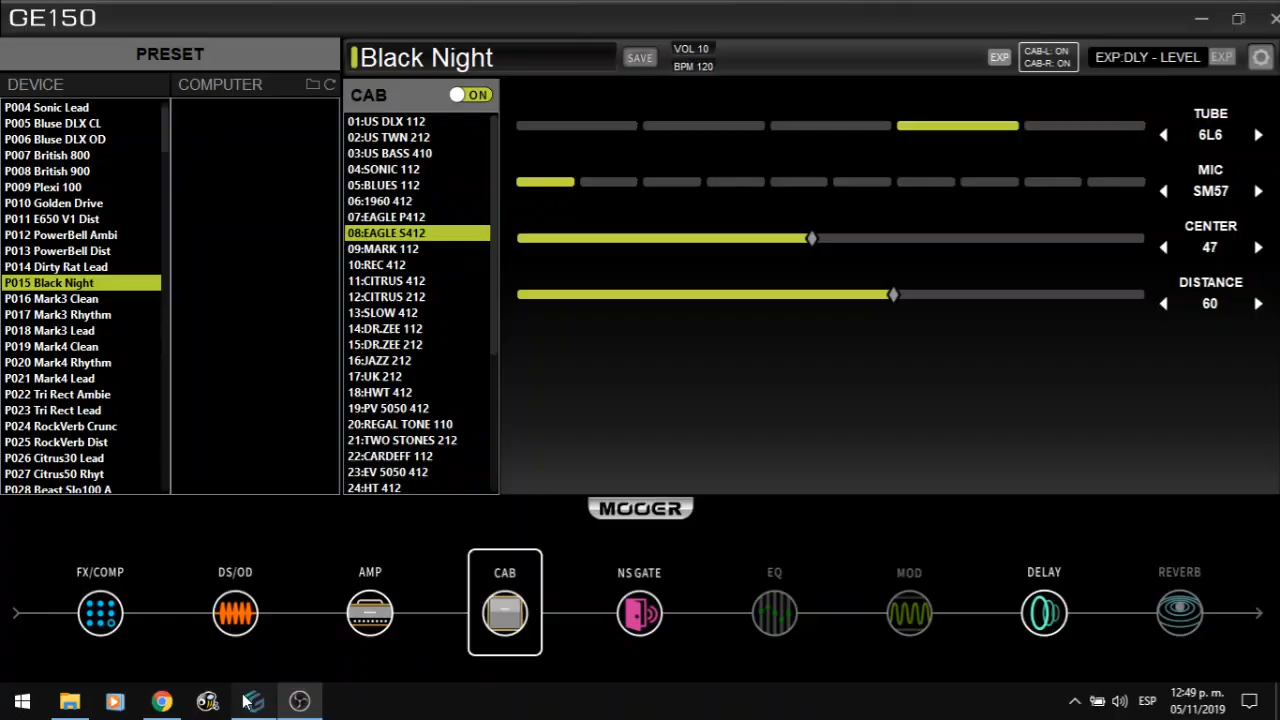 GE150
PRESET
DEVICE
COMPUTER
P004 Sonic Lead
P005 Bluse DLX CL
P006 Bluse DLX OD
P007 British 800
P008 British 900
P009 Plexi 100
P010 Golden Drive
P011 E650 V1 Dist
P012 PowerBell Ambi
P013 PowerBell Dist
P014 Dirty Rat Lead
P015 Black Night
P016 Mark3 Clean
P017 Mark3 Rhythm
P018 Mark3 Lead
P019 Mark4 Clean
P020 Mark4 Rhythm
P021 Mark4 Lead
P022 Tri Rect Ambie
P023 Tri Rect Lead
P024 RockVerb Crunc
P025 RockVerb Dist
P026 Citrus30 Lead
P027 Citrus50 Rhyt
P028 Beast Slo100 A
Black Night
SAVE
VOL 10
BPM 120
EXP
CAB-L: ON
CAB-R: ON
EXP:DLY - LEVEL
EXP
CAB
ON
01:US DLX 112
02:US TWN 212
03:US BASS 410
04:SONIC 112
05:BLUES 112
06:1960 412
07:EAGLE P412
08:EAGLE S412
09:MARK 112
10:REC 412
11:CITRUS 412
12:CITRUS 212
13:SLOW 412
14:DR.ZEE 112
15:DR.ZEE 212
16:JAZZ 212
17:UK 212
18:HWT 412
19:PV 5050 412
20:REGAL TONE 110
21:TWO STONES 212
22:CARDEFF 112
23:EV 5050 412
24:HT 412
TUBE
6L6
MIC
SM57
CENTER
47
DISTANCE
60
MOOER
FX/COMP
DS/OD
AMP
CAB
NS GATE
EQ
MOD
DELAY
REVERB
ESP
12:49 p. m.
05/11/2019